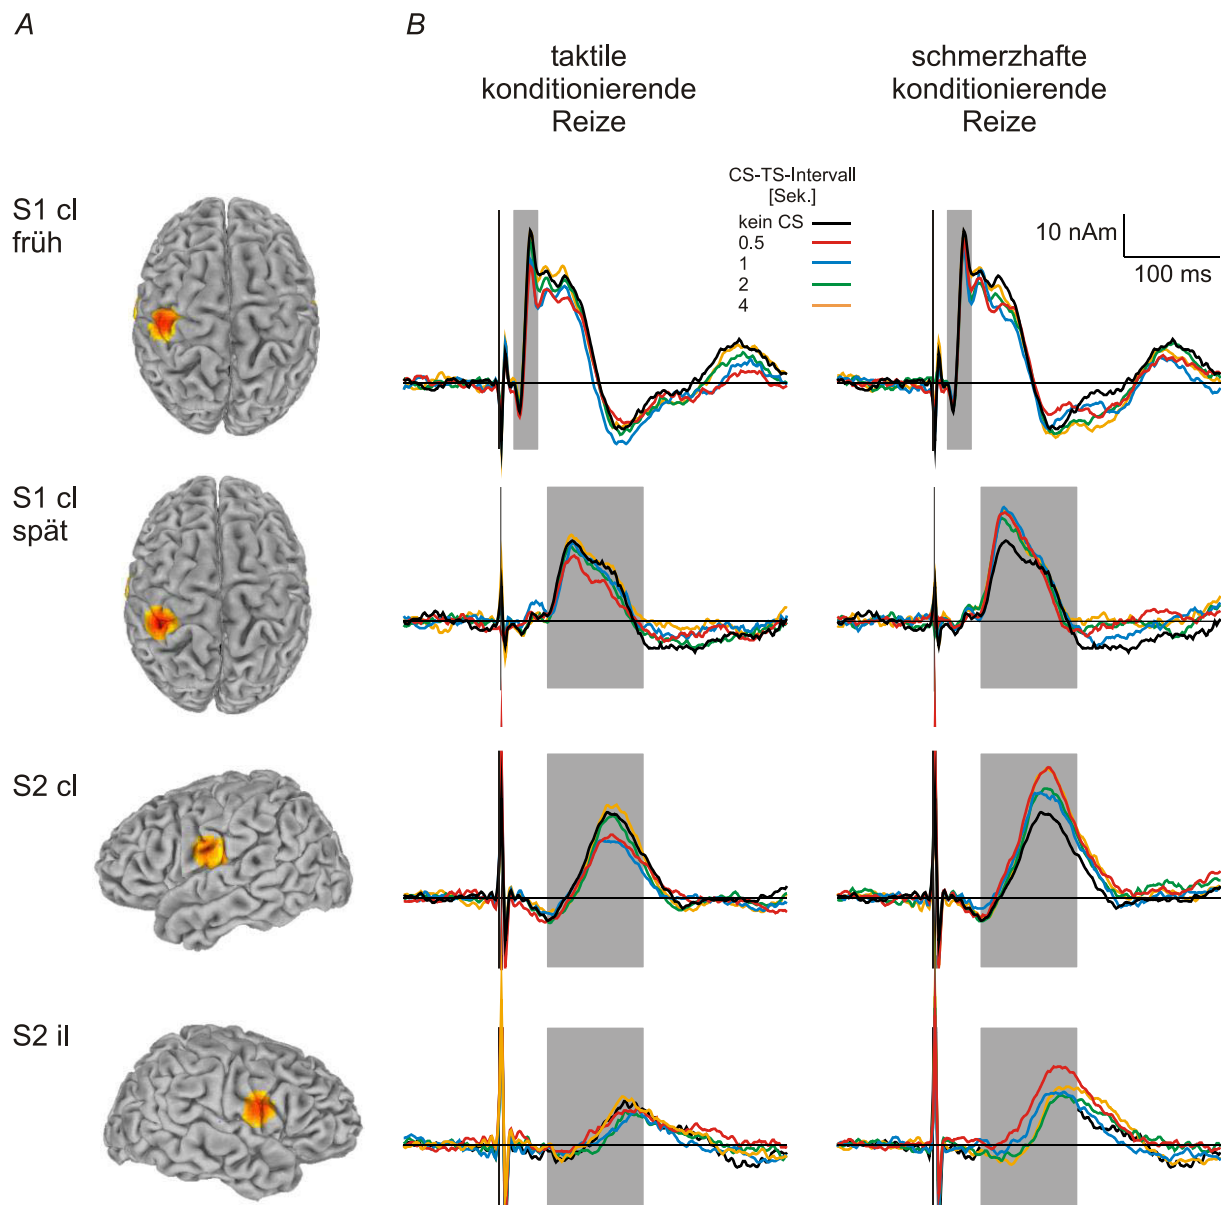 A
B
taktile
konditionierende
Reize
schmerzhafte
konditionierende
Reize
CS-TS-Intervall
[Sek.]
kein CS
0.5
1
2
4
10 nAm
100 ms
S1 cl
früh
S1 cl
spät
S2 cl
S2 il